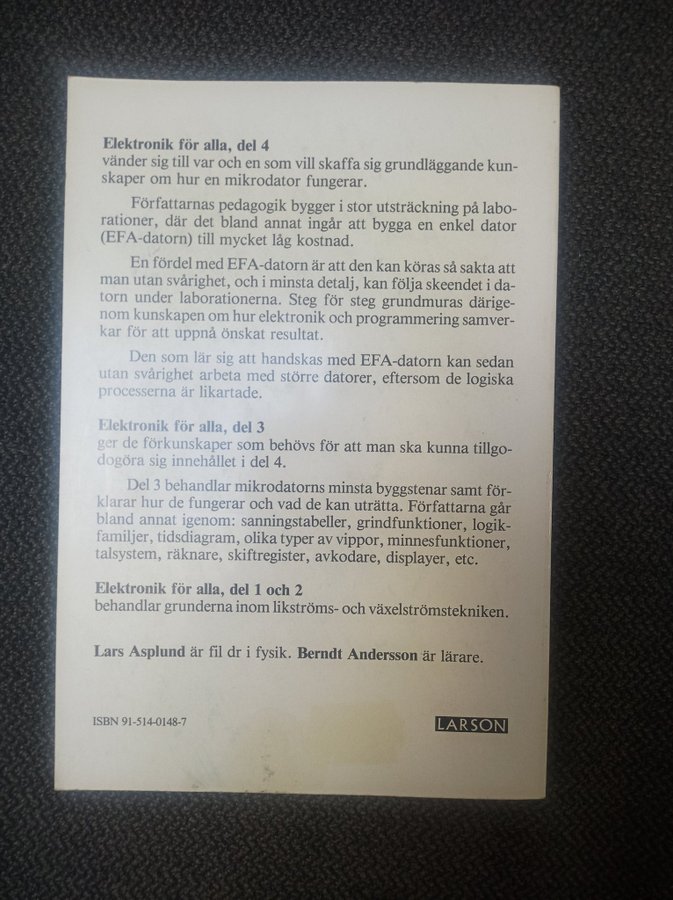 Elektronik för alla, del 4
vänder sig till var och en som vill skaffa sig grundläggande kun-
skaper om hur en mikrodator fungerar.
Författarnas pedagogik bygger i stor utsträckning på labo-
rationer, där det bland annat ingår att bygga en enkel dator
(EFA-datorn) till mycket låg kostnad.
En fördel med EFA-datorn är att den kan köras så sakta att
man utan svårighet, och i minsta detalj, kan följa skeendet i da-
torn under laborationerna. Steg för steg grundmuras därige-
nom kunskapen om hur elektronik och programmering samver-
kar för att uppnå önskat resultat.
Den som lär sig att handskas med EFA-datorn kan sedan
utan svårighet arbeta med större datorer, eftersom de logiska
processerna är likartade.
Elektronik för alla, del 3
ger de förkunskaper som behövs för att man ska kunna tillgo-
dogöra sig innehållet i del 4.
Del 3 behandlar mikrodatorns minsta byggstenar samt för-
klarar hur de fungerar och vad de kan uträtta. Författarna går
bland annat igenom: sanningstabeller, grindfunktioner, logik-
familjer, tidsdiagram, olika typer av vippor, minnesfunktioner,
talsystem, räknare, skiftregister, avkodare, displayer, etc.
Elektronik för alla, del 1 och 2
behandlar grunderna inom likströms- och växelströmstekniken.
Lars Asplund är fil dr i fysik. Berndt Andersson är lärare.
ISBN 91-514-0148-7
LARSON